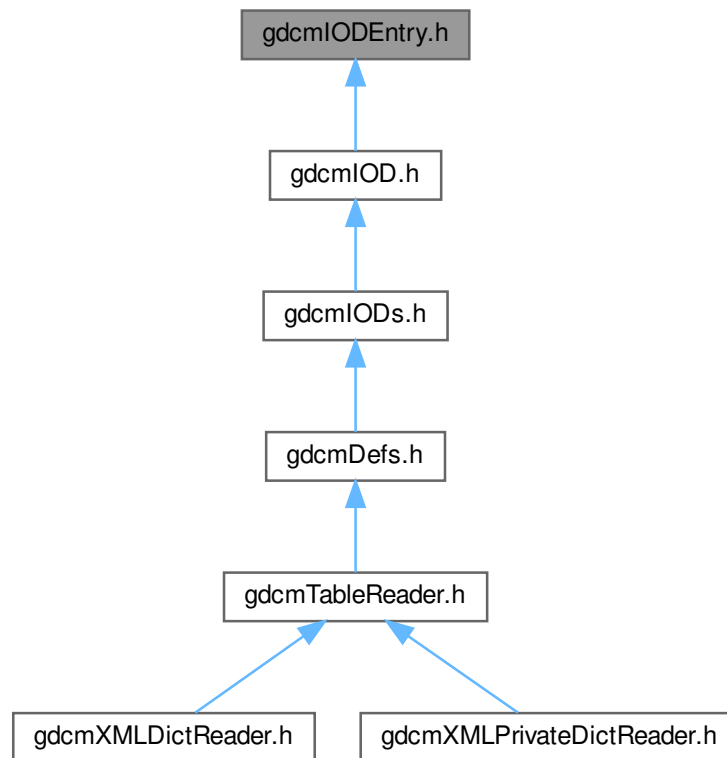 gdcmIODEntry.h
gdcmIOD.h
gdcmIODs.h
gdcmDefs.h
gdcmTableReader.h
gdcmXMLDictReader.h
gdcmXMLPrivateDictReader.h